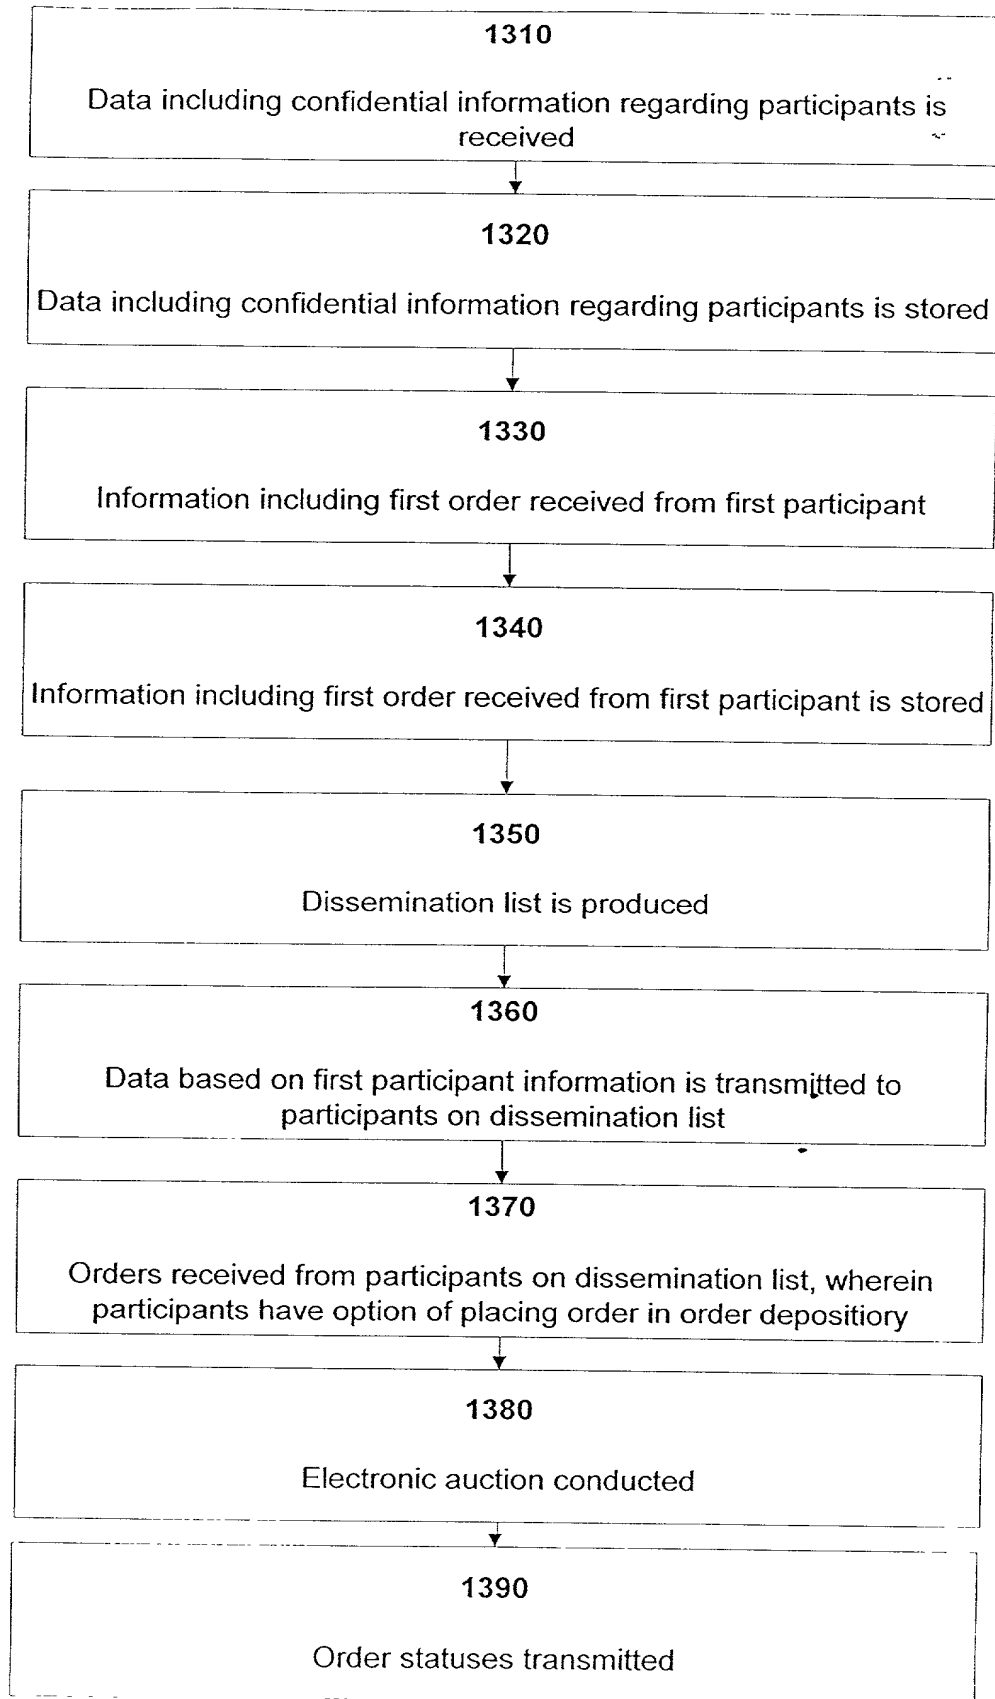 1310
Data including confidential information regarding participants is
received
1320
Data including confidential information regarding participants is stored
1330
Information including first order received from first participant
1340
Information including first order received from first participant is stored
1350
Dissemination list is produced
1360
Data based on first participant information is transmitted to
participants on dissemination list
1370
Orders received from participants on dissemination list, wherein
participants have option of placing order in order depositiory
1380
Electronic auction conducted
1390
Order statuses transmitted